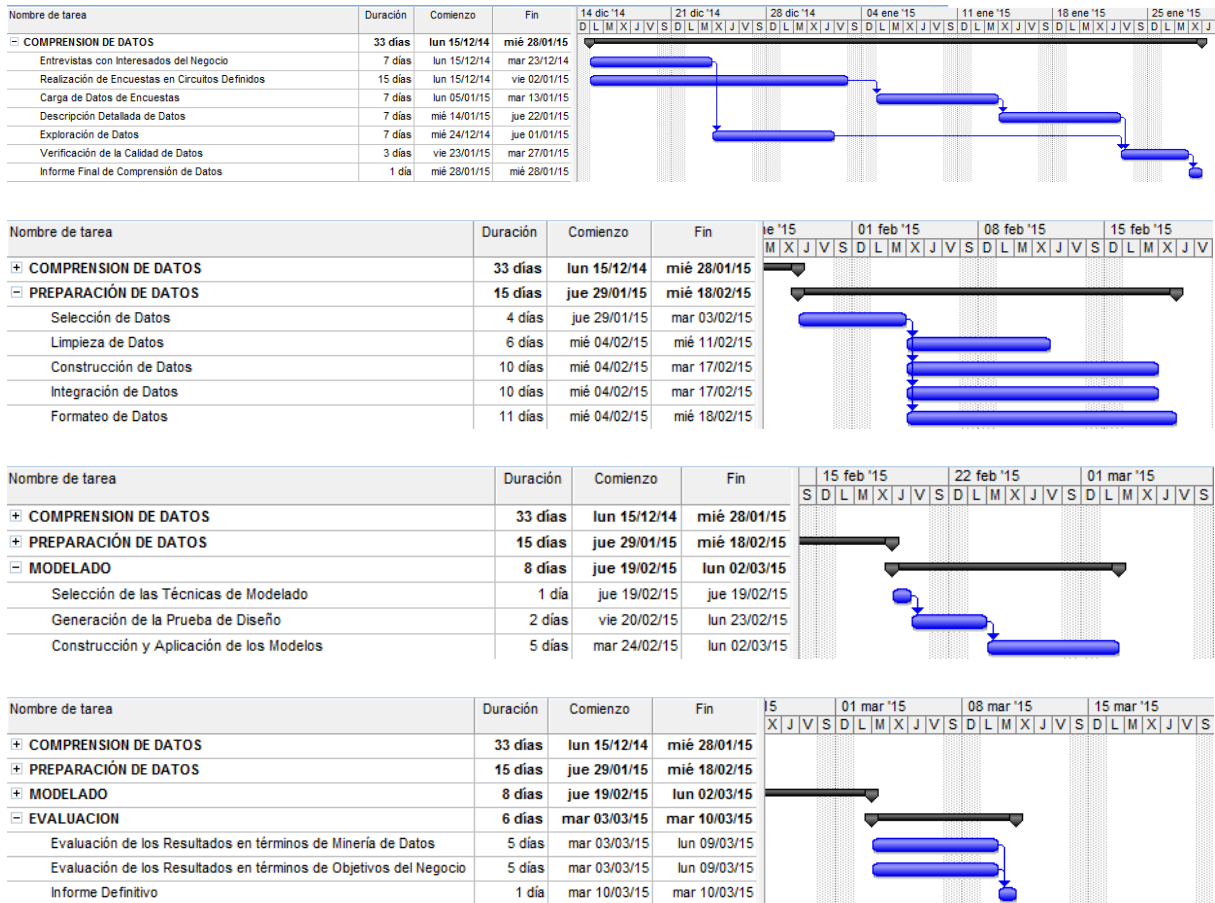 Nombre de tarea Duración Comienzo Fin 14 dic '14 21 dic '14 28 dic '14 04 ene '15 11 ene '15 18 ene '15 25 ene '15
D L M X J V S D L M X J V S D L M X J V S D L M X J V S D L M X J V S D L M X J V S D L M X J
COMPRENSION DE DATOS 33 días lun 15/12/14 mié 28/01/15
Entrevistas con Interesados del Negocio 7 días lun 15/12/14 mar 23/12/14
Realización de Encuestas en Circuitos Definidos 15 días lun 15/12/14 vie 02/01/15
Carga de Datos de Encuestas 7 días lun 05/01/15 mar 13/01/15
Descripción Detallada de Datos 7 días mié 14/01/15 jue 22/01/15
Exploración de Datos 7 días mié 24/12/14 jue 01/01/15
Verificación de la Calidad de Datos 3 días vie 23/01/15 mar 27/01/15
Informe Final de Comprensión de Datos 1 día mié 28/01/15 mié 28/01/15
Nombre de tarea Duración Comienzo Fin ne '15 01 feb '15 08 feb '15 15 feb '15
M X J V S D L M X J V S D L M X J V S D L M X J V
COMPRENSION DE DATOS 33 días lun 15/12/14 mié 28/01/15
PREPARACIÓN DE DATOS 15 días jue 29/01/15 mié 18/02/15
Selección de Datos 4 días jue 29/01/15 mar 03/02/15
Limpieza de Datos 6 días mié 04/02/15 mié 11/02/15
Construcción de Datos 10 días mié 04/02/15 mar 17/02/15
Integración de Datos 10 días mié 04/02/15 mar 17/02/15
Formateo de Datos 11 días mié 04/02/15 mié 18/02/15
Nombre de tarea Duración Comienzo Fin 15 feb '15 22 feb '15 01 mar '15
S D L M X J V S D L M X J V S D L M X J V S
COMPRENSION DE DATOS 33 días lun 15/12/14 mié 28/01/15
PREPARACIÓN DE DATOS 15 días jue 29/01/15 mié 18/02/15
MODELADO 8 días jue 19/02/15 lun 02/03/15
Selección de las Técnicas de Modelado 1 día jue 19/02/15 jue 19/02/15
Generación de la Prueba de Diseño 2 días vie 20/02/15 lun 23/02/15
Construcción y Aplicación de los Modelos 5 días mar 24/02/15 lun 02/03/15
Nombre de tarea Duración Comienzo Fin 15 01 mar '15 08 mar '15 15 mar '15
X J V S D L M X J V S D L M X J V S D L M X J V S
COMPRENSION DE DATOS 33 días lun 15/12/14 mié 28/01/15
PREPARACIÓN DE DATOS 15 días jue 29/01/15 mié 18/02/15
MODELADO 8 días jue 19/02/15 lun 02/03/15
EVALUACION 6 días mar 03/03/15 mar 10/03/15
Evaluación de los Resultados en términos de Minería de Datos 5 días mar 03/03/15 lun 09/03/15
Evaluación de los Resultados en términos de Objetivos del Negocio 5 días mar 03/03/15 lun 09/03/15
Informe Definitivo 1 día mar 10/03/15 mar 10/03/15